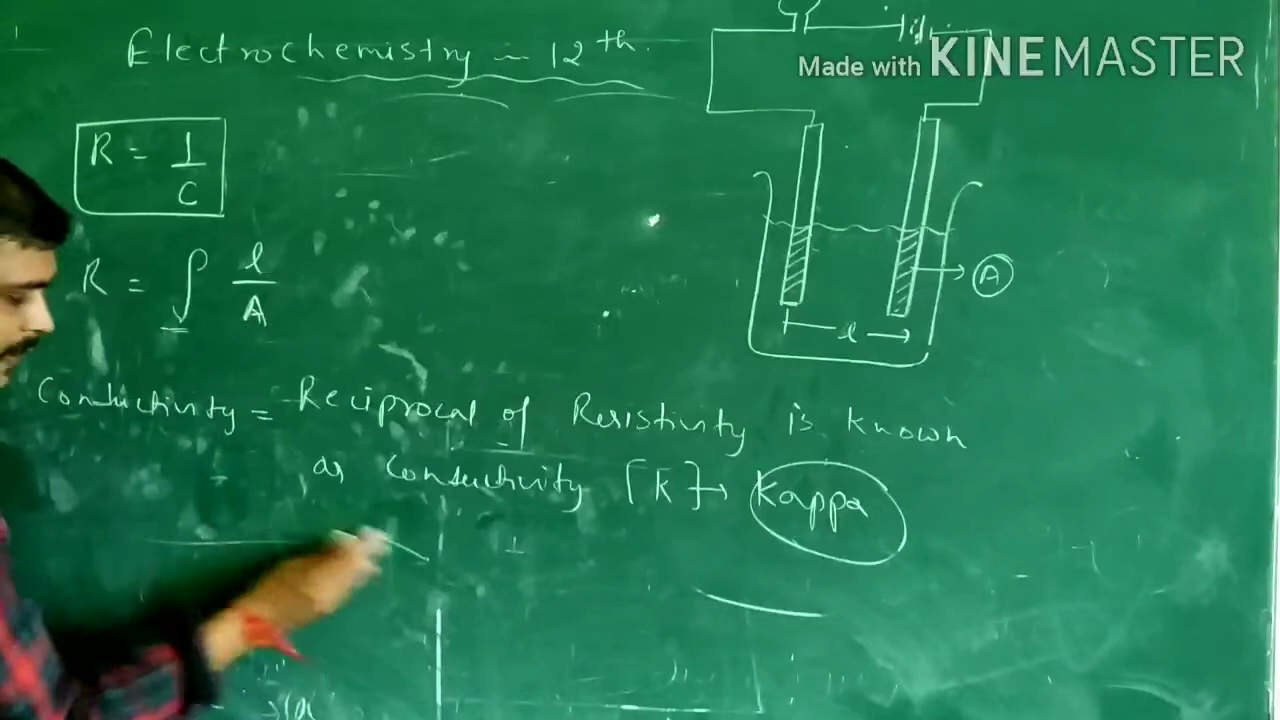 Electrochemistry - 12th.
Made with KINEMASTER
R = 1/C
R = ρ l/A
A
l
Conductivity = Reciprocal of Resistivity is known
as conductivity [K] → Kappa